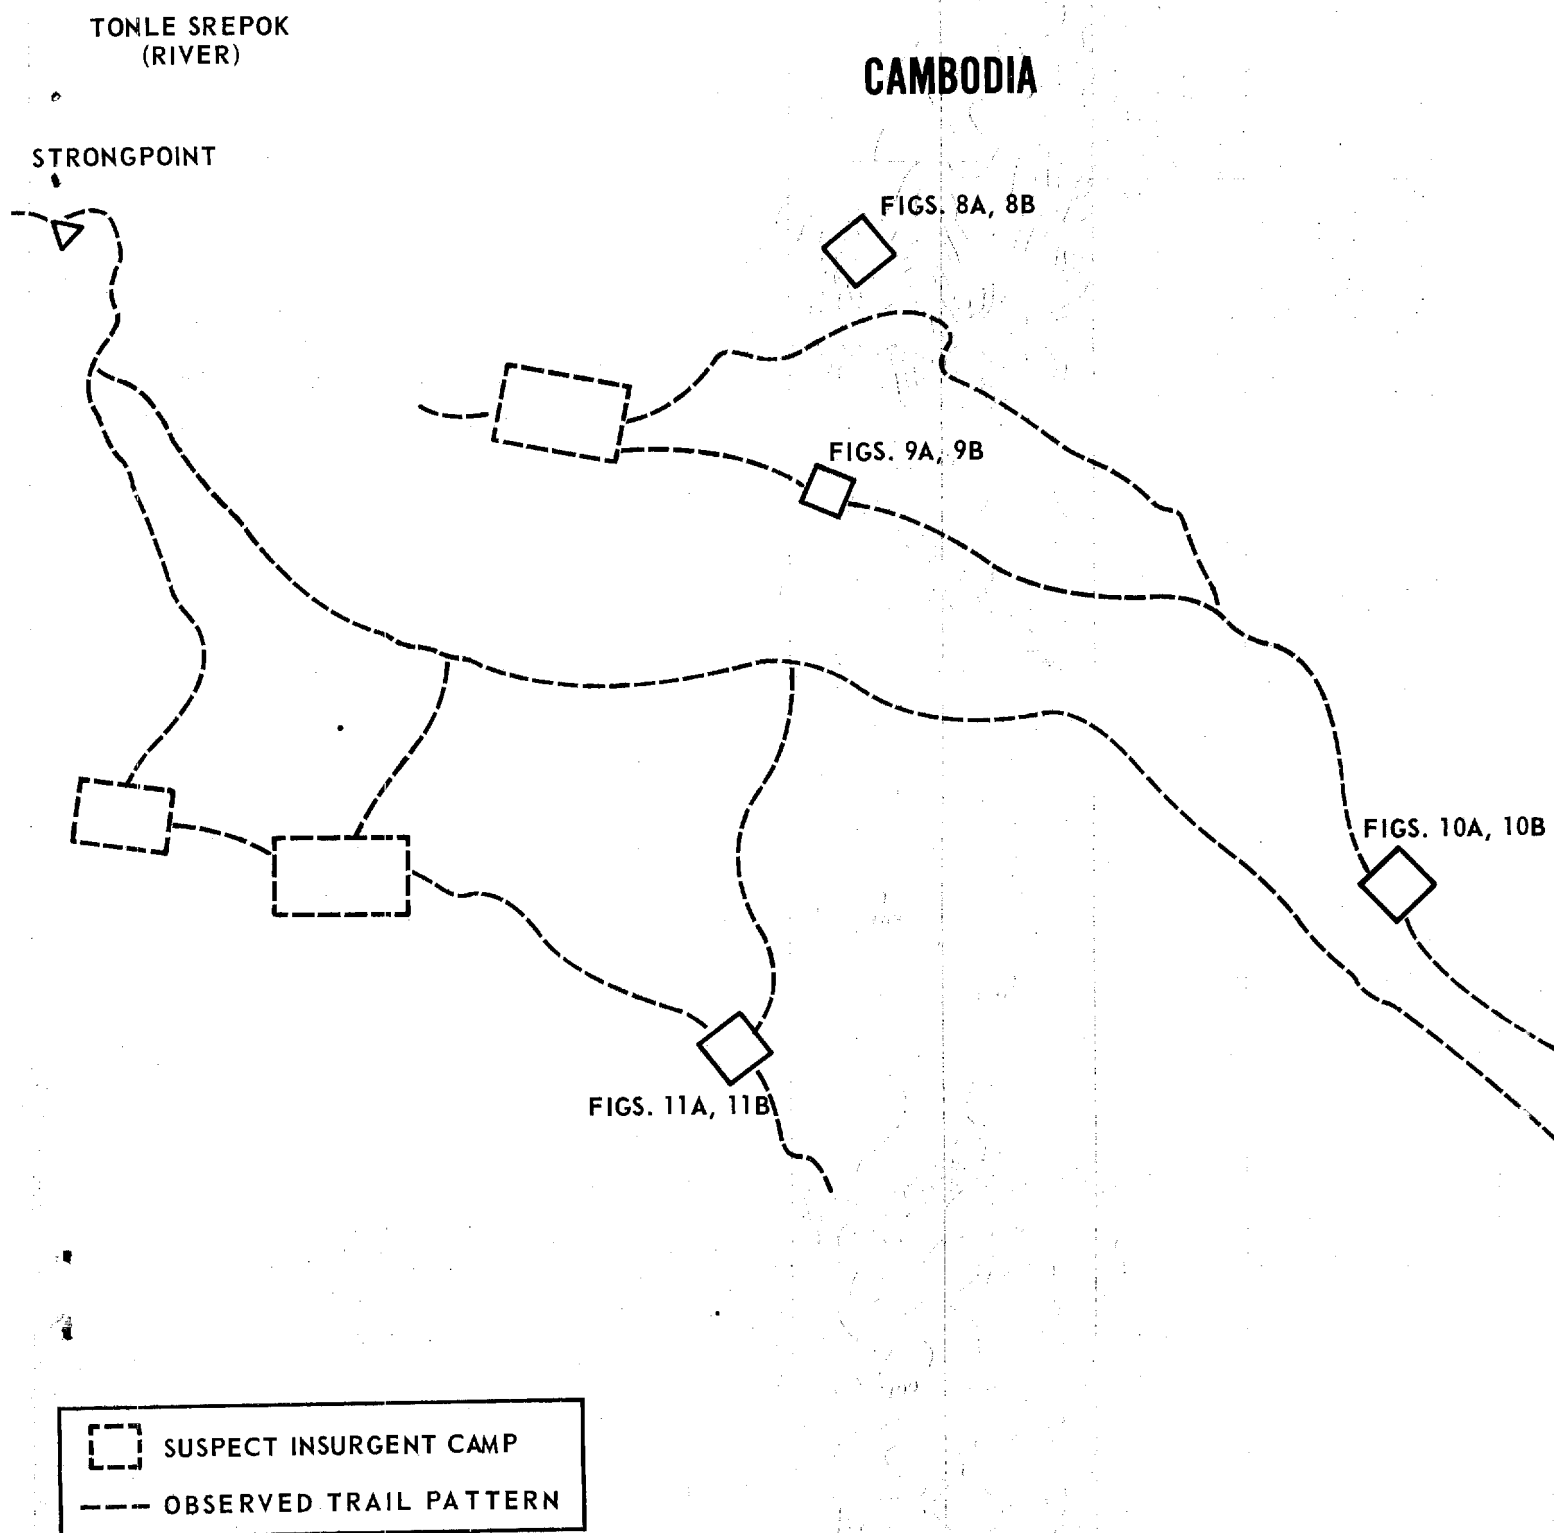 TONLE SREPOK
(RIVER)
CAMBODIA
STRONGPOINT
FIGS. 8A, 8B
FIGS. 9A, 9B
FIGS. 10A, 10B
FIGS. 11A, 11B
SUSPECT INSURGENT CAMP
OBSERVED TRAIL PATTERN